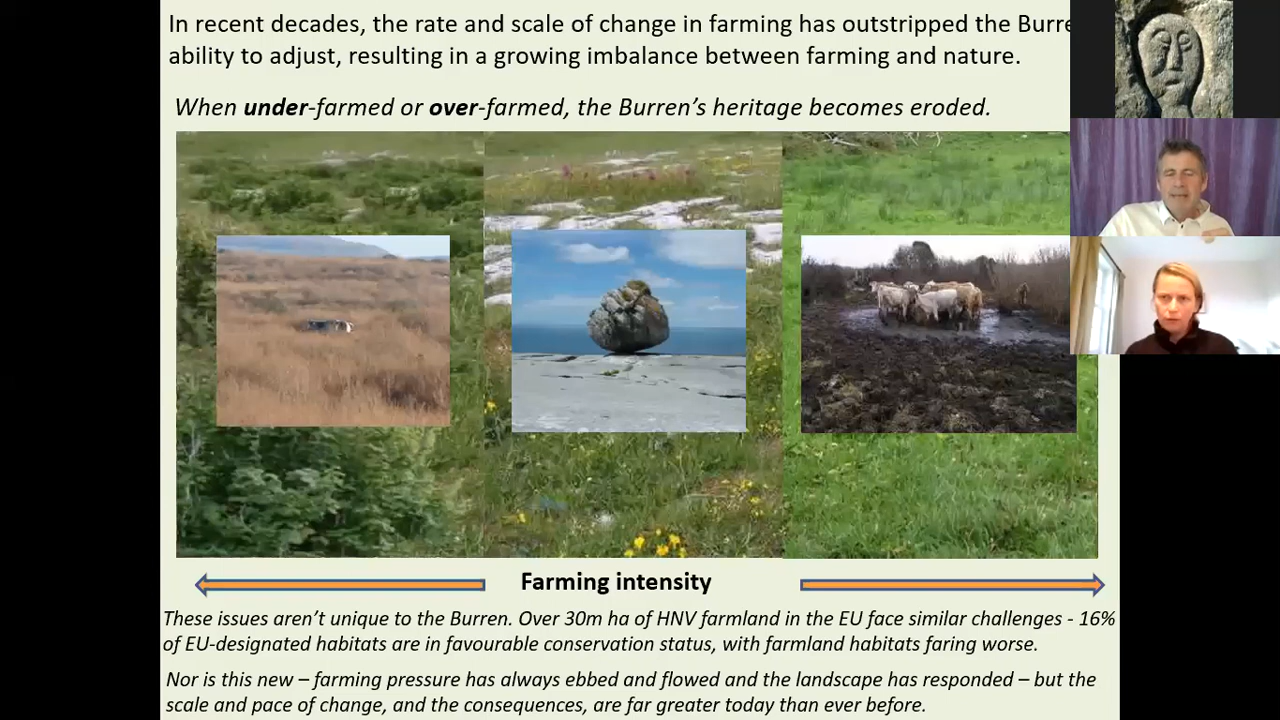 In recent decades, the rate and scale of change in farming has outstripped the Burre
ability to adjust, resulting in a growing imbalance between farming and nature.
When under-farmed or over-farmed, the Burren’s heritage becomes eroded.
Farming intensity
These issues aren’t unique to the Burren. Over 30m ha of HNV farmland in the EU face similar challenges - 16%
of EU-designated habitats are in favourable conservation status, with farmland habitats faring worse.
Nor is this new – farming pressure has always ebbed and flowed and the landscape has responded – but the
scale and pace of change, and the consequences, are far greater today than ever before.